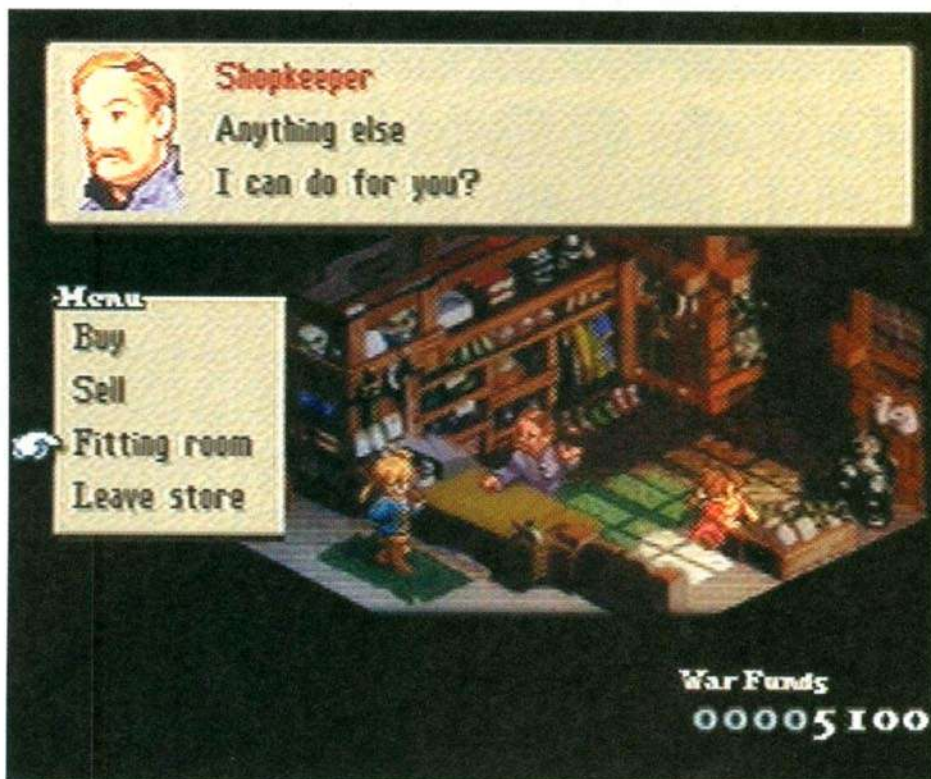 Shopkeeper
Anything else
I can do for you?
Menu
Buy
Sell
Fitting room
Leave store
War Funds
00005100